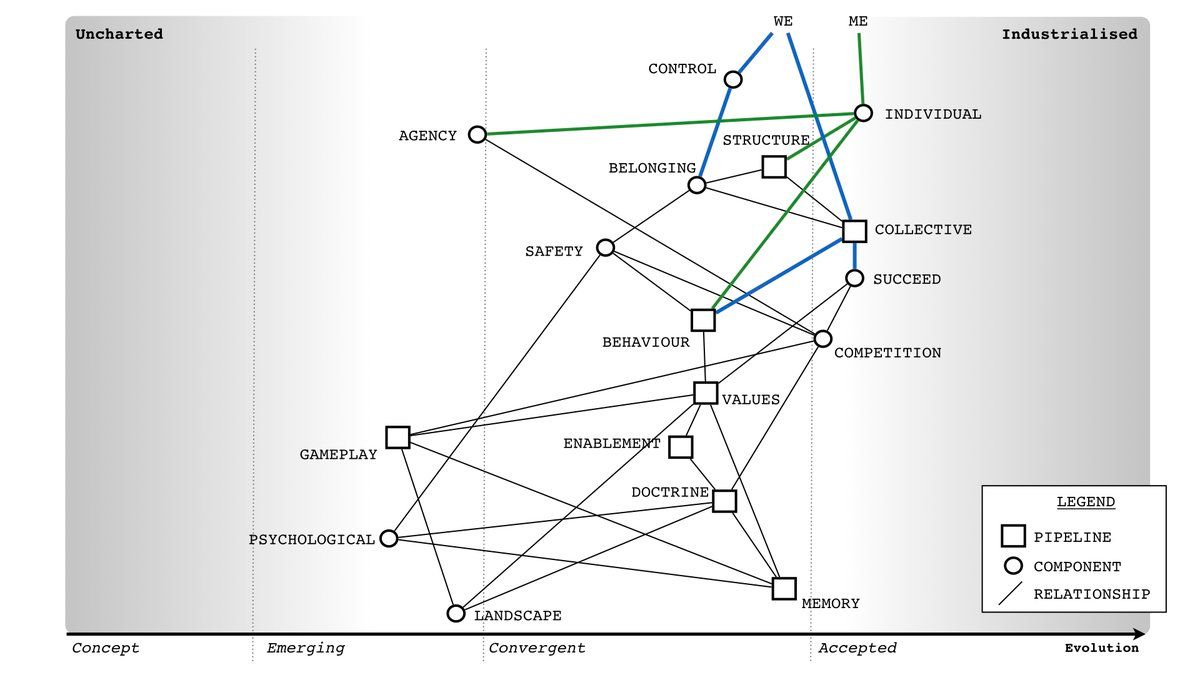 WE
ME
Uncharted
Industrialised
CONTROL
INDIVIDUAL
AGENCY
STRUCTURE
BELONGING
COLLECTIVE
SAFETY
SUCCEED
BEHAVIOUR
COMPETITION
VALUES
ENABLEMENT
GAMEPLAY
DOCTRINE
LEGEND
PIPELINE
COMPONENT
RELATIONSHIP
PSYCHOLOGICAL
MEMORY
LANDSCAPE
Concept
Emerging
Convergent
Accepted
Evolution